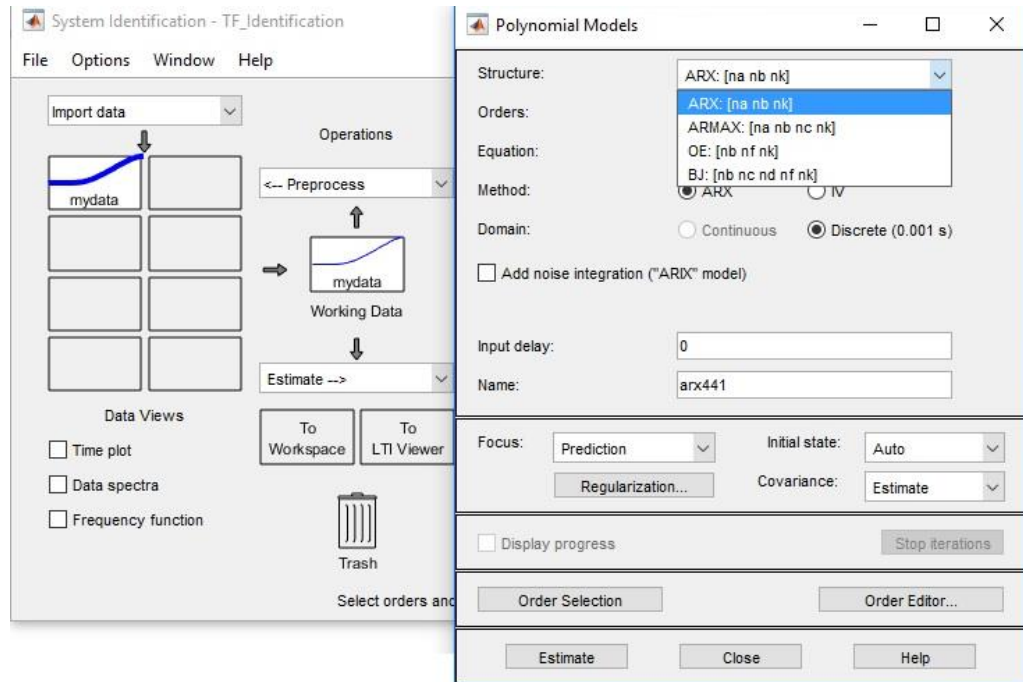 System Identification - TF_Identification
File Options Window Help
Import data
mydata
Operations
<-- Preprocess
mydata
Working Data
Estimate -->
Data Views
Time plot
Data spectra
Frequency function
To
Workspace
To
LTI Viewer
Trash
Select orders and
Polynomial Models
Structure: ARX: [na nb nk]
ARX: [na nb nk]
ARMAX: [na nb nc nk]
OE: [nb nf nk]
BJ: [nb nc nd nf nk]
Orders:
Equation:
Method: ARX IV
Domain: Continuous Discrete (0.001 s)
Add noise integration ("ARIX" model)
Input delay: 0
Name: arx441
Focus: Prediction Initial state: Auto
Regularization... Covariance: Estimate
Display progress Stop iterations
Order Selection Order Editor...
Estimate Close Help